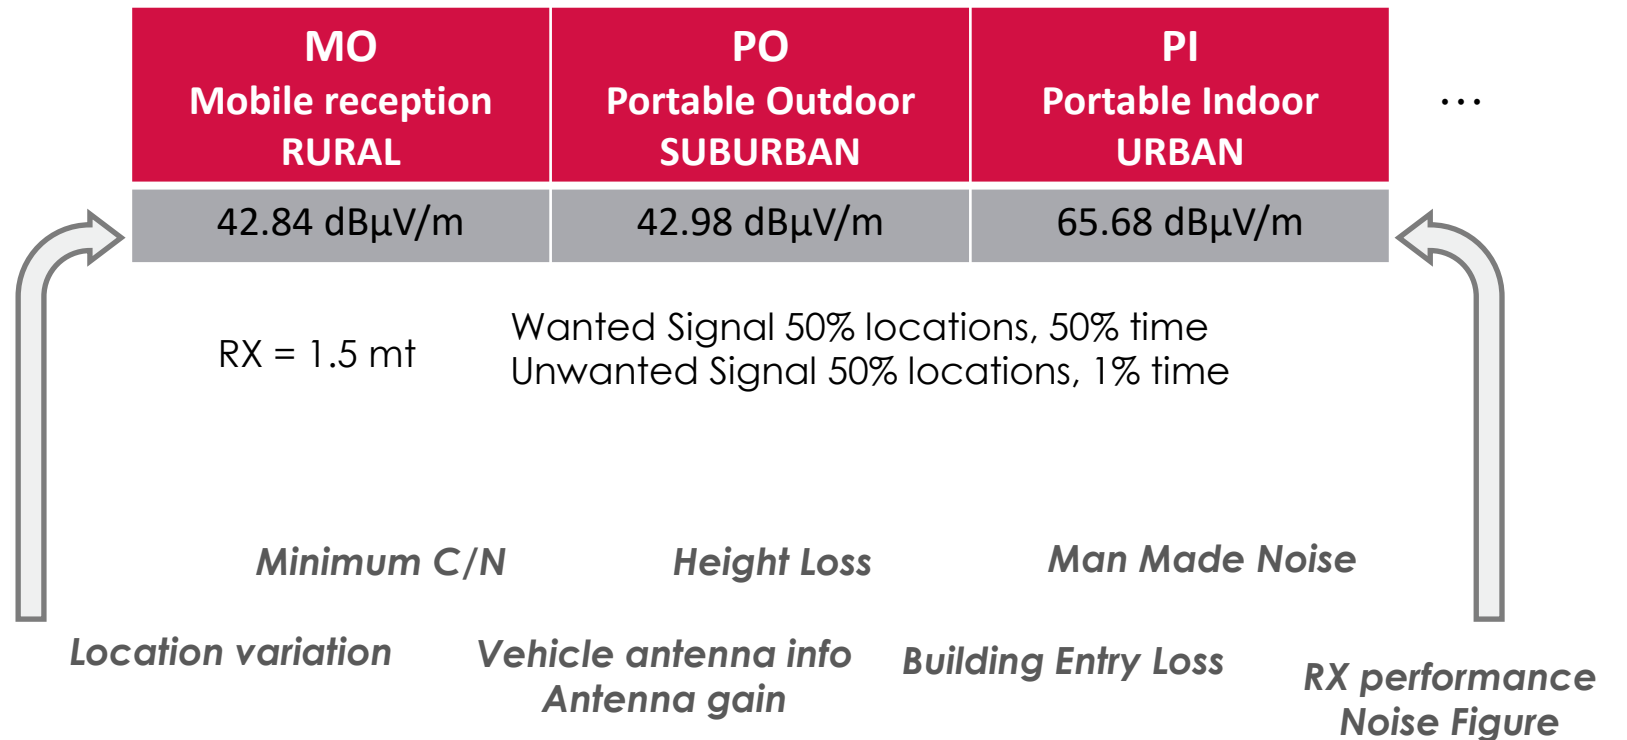 MO
Mobile reception
RURAL
PO
Portable Outdoor
SUBURBAN
PI
Portable Indoor
URBAN
...
42.84 dBµV/m
42.98 dBµV/m
65.68 dBµV/m
RX = 1.5 mt
Wanted Signal 50% locations, 50% time
Unwanted Signal 50% locations, 1% time
Minimum C/N
Height Loss
Man Made Noise
Location variation
Vehicle antenna info
Antenna gain
Building Entry Loss
RX performance
Noise Figure